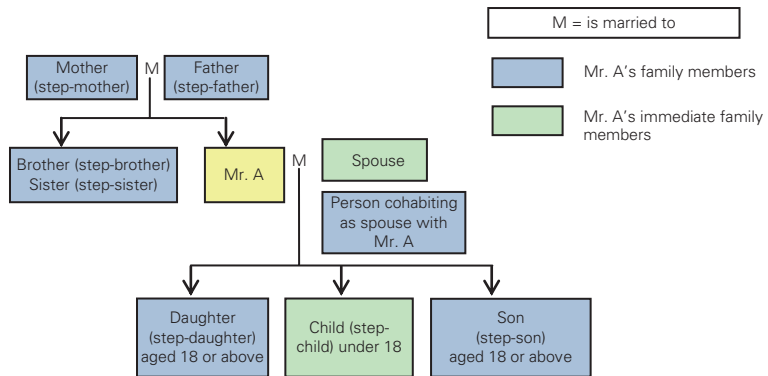 M = is married to
Mr. A's family members
Mr. A's immediate family
members
Mother
(step-mother)
M
Father
(step-father)
Brother (step-brother)
Sister (step-sister)
Mr. A
M
Spouse
Person cohabiting
as spouse with
Mr. A
Daughter
(step-daughter)
aged 18 or above
Child (step-
child) under 18
Son
(step-son)
aged 18 or above